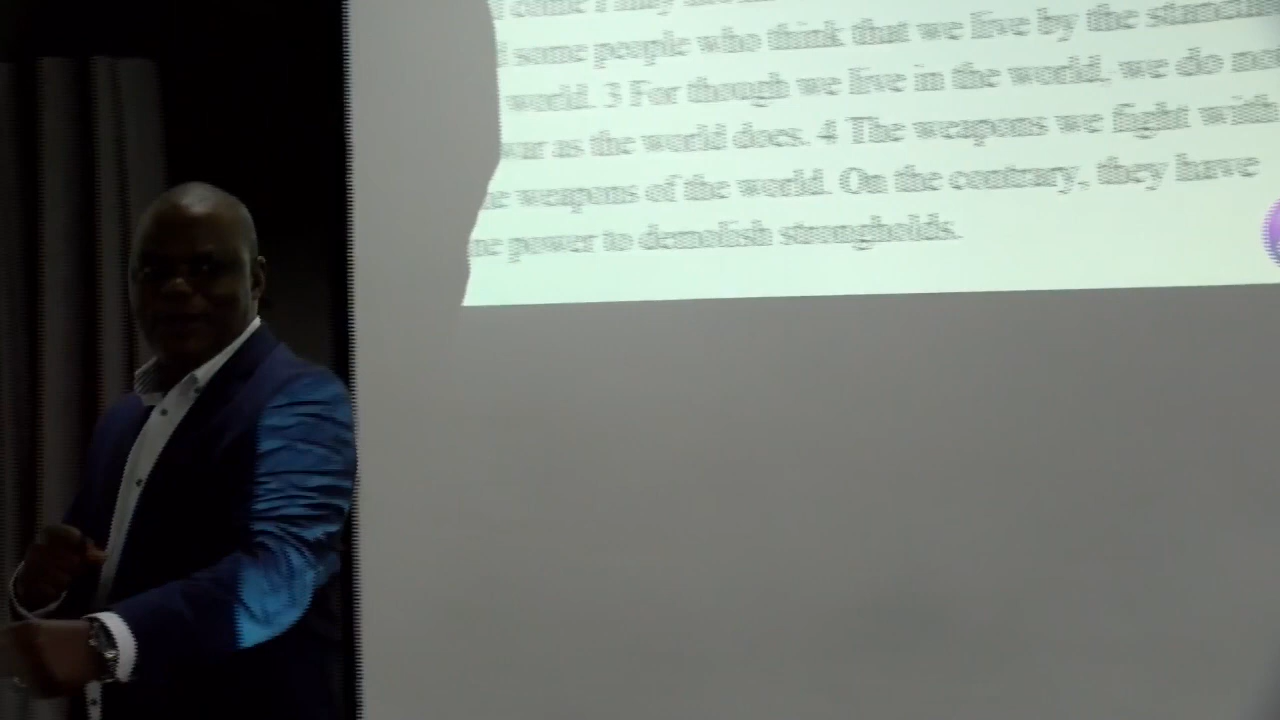 some people who think that we live by the standards
world. 3 For though we live in the world, we do not
as the world does. 4 The weapons we fight with
weapons of the world. On the contrary, they have
power to demolish strongholds.